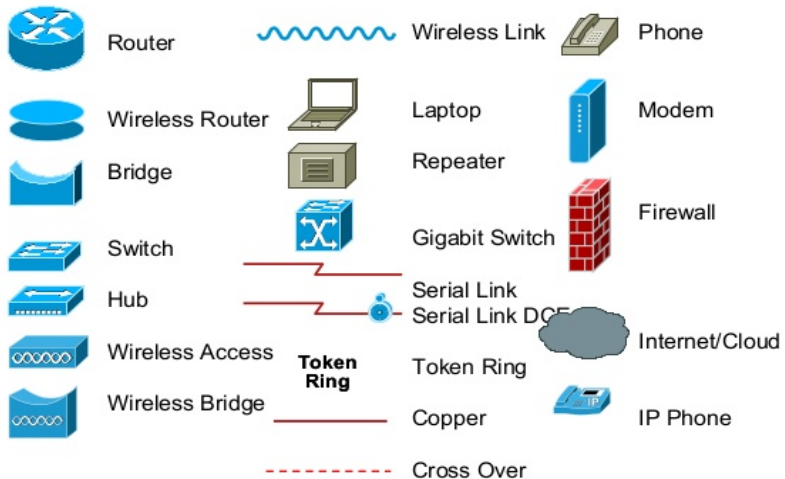 Router
Wireless Router
Bridge
Switch
Hub
Wireless Access
Wireless Bridge
Wireless Link
Laptop
Repeater
Gigabit Switch
Serial Link
Serial Link DCE
Token
Ring
Token Ring
Copper
Cross Over
Phone
Modem
Firewall
Internet/Cloud
IP
IP Phone